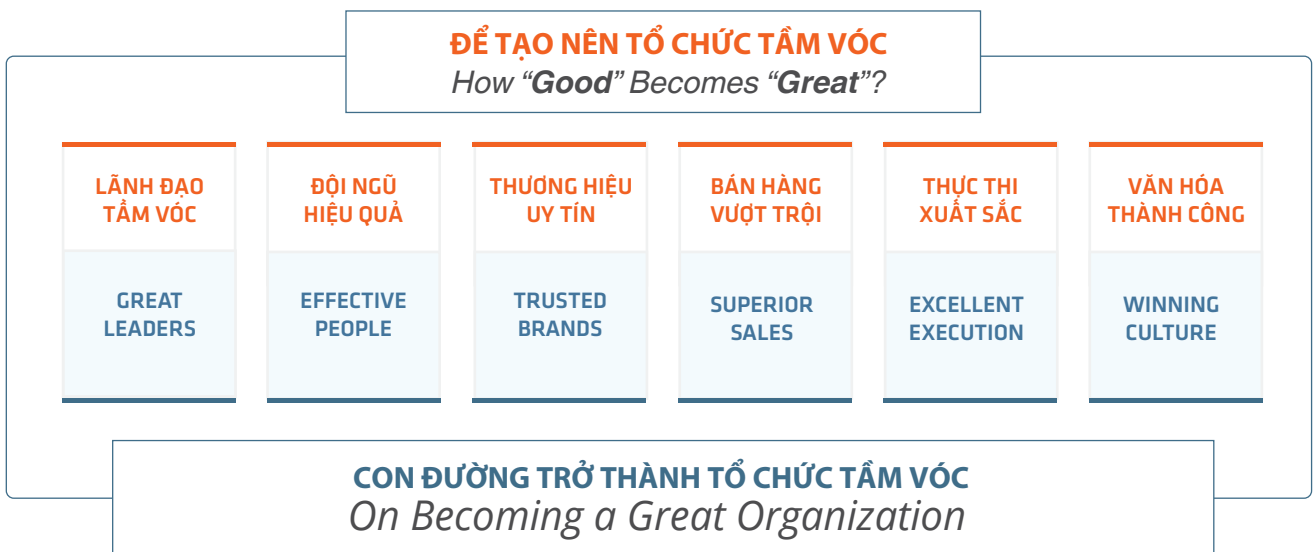 ĐỂ TẠO NÊN TỔ CHỨC TẦM VÓC
How “Good” Becomes “Great”?
LÃNH ĐẠO
TẦM VÓC
GREAT
LEADERS
ĐỘI NGŨ
HIỆU QUẢ
EFFECTIVE
PEOPLE
THƯƠNG HIỆU
UY TÍN
TRUSTED
BRANDS
BÁN HÀNG
VƯỢT TRỘI
SUPERIOR
SALES
THỰC THI
XUẤT SẮC
EXCELLENT
EXECUTION
VĂN HÓA
THÀNH CÔNG
WINNING
CULTURE
CON ĐƯỜNG TRỞ THÀNH TỔ CHỨC TẦM VÓC
On Becoming a Great Organization